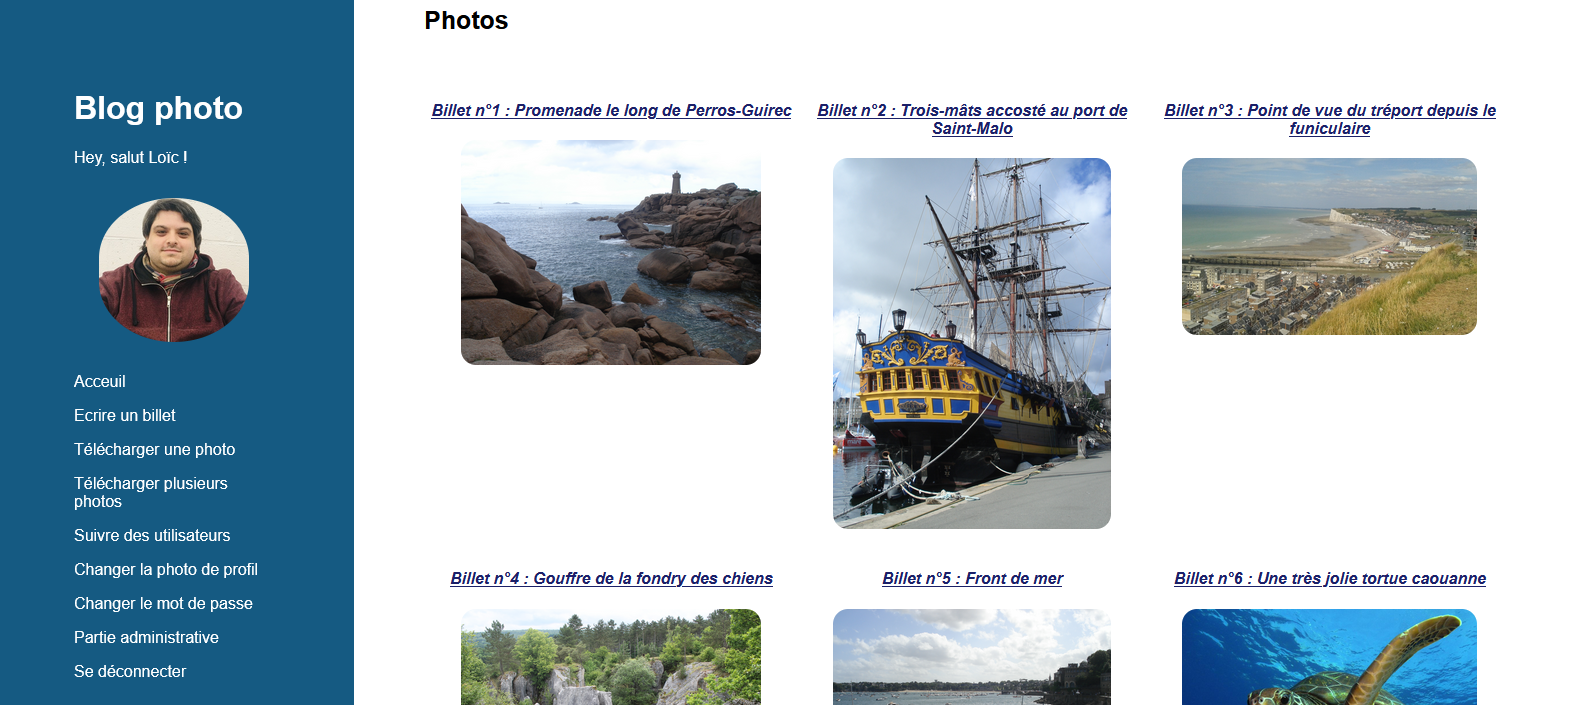 Photos
Blog photo
Hey, salut Loïc !
Acceuil
Ecrire un billet
Télécharger une photo
Télécharger plusieurs
photos
Suivre des utilisateurs
Changer la photo de profil
Changer le mot de passe
Partie administrative
Se déconnecter
Billet n°1 : Promenade le long de Perros-Guirec
Billet n°2 : Trois-mâts accosté au port de
Saint-Malo
Billet n°3 : Point de vue du tréport depuis le
funiculaire
Billet n°4 : Gouffre de la fondry des chiens
Billet n°5 : Front de mer
Billet n°6 : Une très jolie tortue caouanne